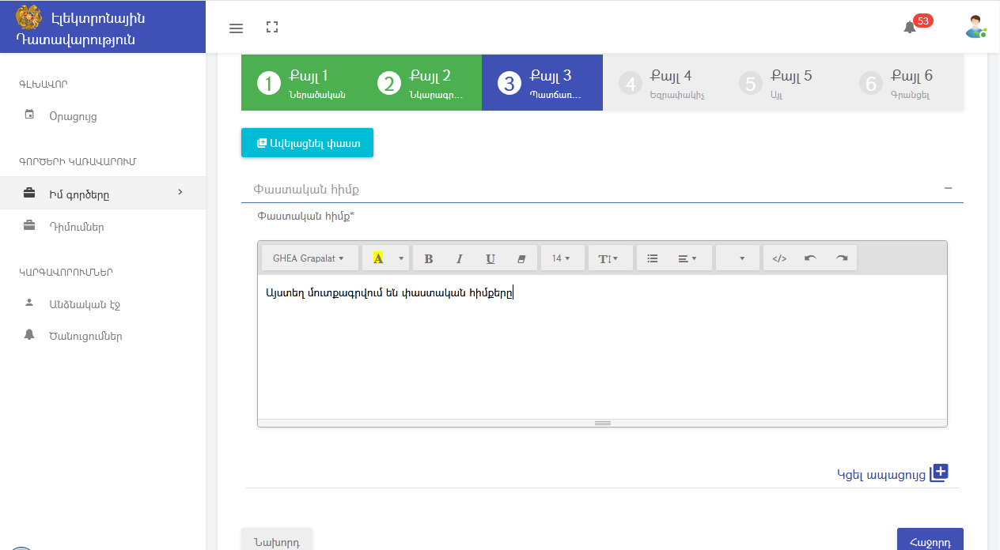 Էլեկտրոնային
Դատավարություն
53
ԳԼԽԱՎՈՐ
Օրացույց
ԳՈՐԾԵՐԻ ԿԱՌԱՎԱՐՈՒՄ
Իմ գործերը
Դիմումներ
ԿԱՐԳԱՎՈՐՈՒՄՆԵՐ
Անձնական էջ
Ծանուցումներ
1 Քայլ 1
Ներածական
2 Քայլ 2
Նկարագր...
3 Քայլ 3
Պատճառ...
4 Քայլ 4
Եզրափակիչ
5 Քայլ 5
Այլ
6 Քայլ 6
Գրանցել
Ավելացնել փաստ
Փաստական հիմք
Փաստական հիմք*
GHEA Grapalat A B I U 14 T </>
Այստեղ մուտքագրվում են փաստական հիմքերը
Կցել ապացույց
Նախորդ
Հաջորդ